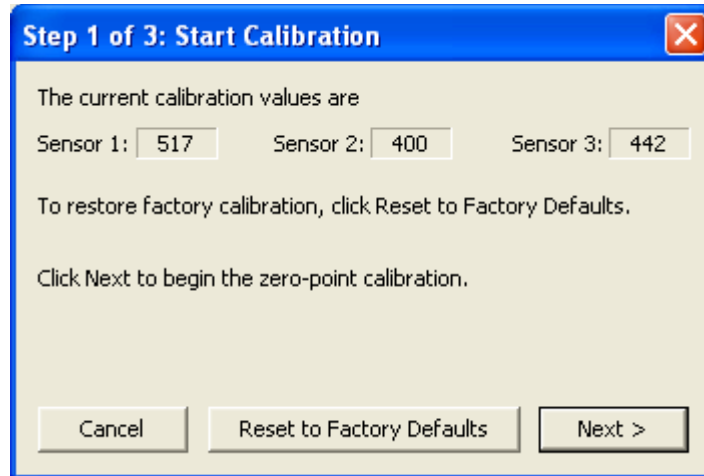 Step 1 of 3: Start Calibration
The current calibration values are
Sensor 1: 517 Sensor 2: 400 Sensor 3: 442
To restore factory calibration, click Reset to Factory Defaults.
Click Next to begin the zero-point calibration.
Cancel Reset to Factory Defaults Next >